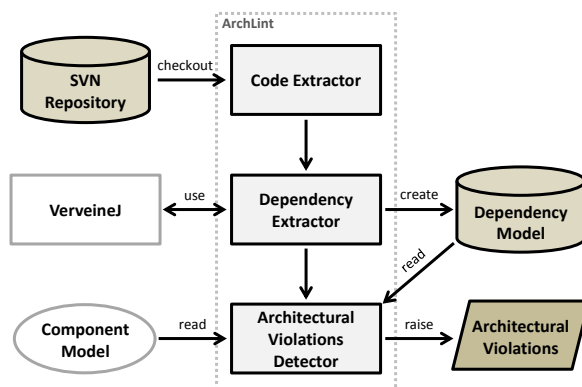 ArchLint
SVN
Repository
checkout
Code Extractor
VerveineJ
use
Dependency
Extractor
create
Dependency
Model
read
Component
Model
read
Architectural
Violations
Detector
raise
Architectural
Violations